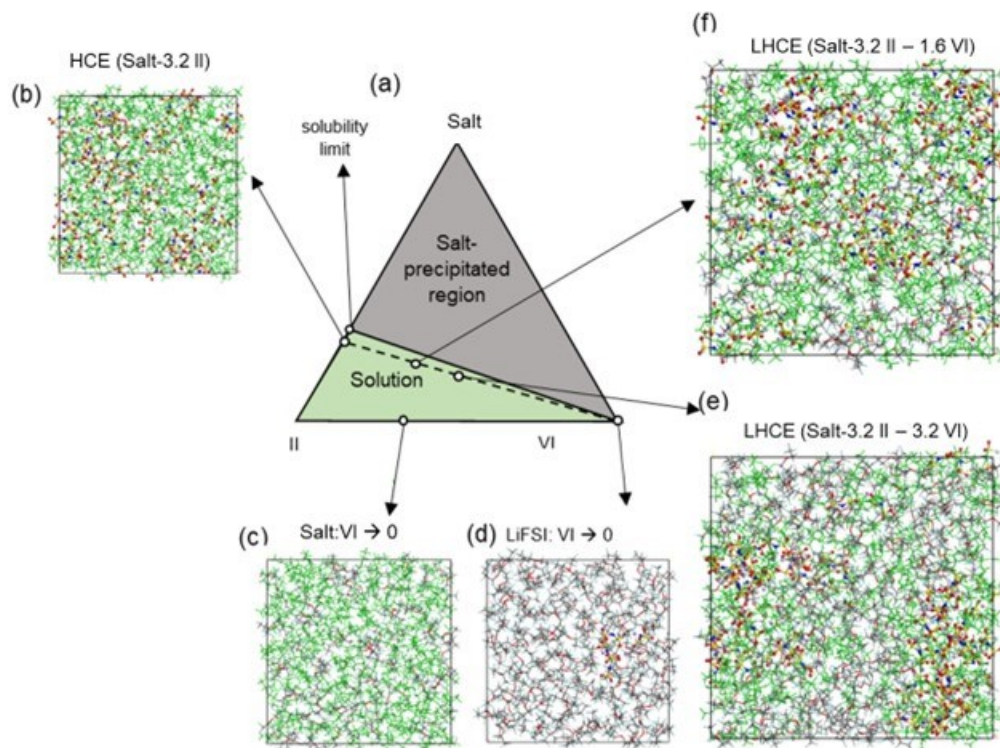 (f)
HCE (Salt-3.2 II)
LHCE (Salt-3.2 II – 1.6 VI)
(b)
(a)
solubility
limit
Salt
Salt-
precipitated
region
Solution
II
VI
(e)
LHCE (Salt-3.2 II – 3.2 VI)
(c)
Salt:VI → 0
(d)
LiFSI: VI → 0